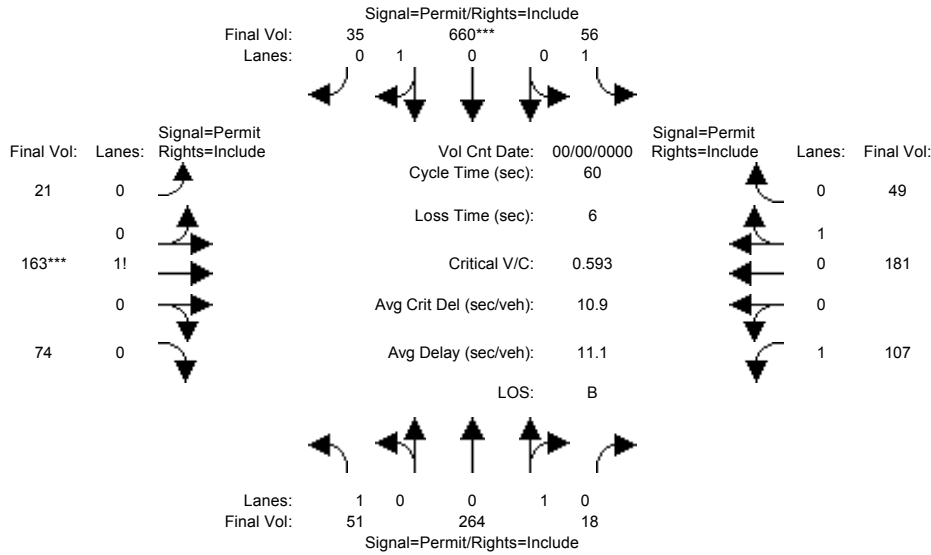 Signal=Permit/Rights=Include
Final Vol: 35 660*** 56
Lanes: 0 1 0 0 1
Signal=Permit Signal=Permit
Final Vol: Lanes: Rights=Include Vol Cnt Date: 00/00/0000 Rights=Include Lanes: Final Vol:
Cycle Time (sec): 60
21 0 0 49
Loss Time (sec): 6
0 1
163*** 1! Critical V/C: 0.593 0 181
0 Avg Crit Del (sec/veh): 10.9 0
74 0 Avg Delay (sec/veh): 11.1 1 107
LOS: B
Lanes: 1 0 0 1 0
Final Vol: 51 264 18
Signal=Permit/Rights=Include